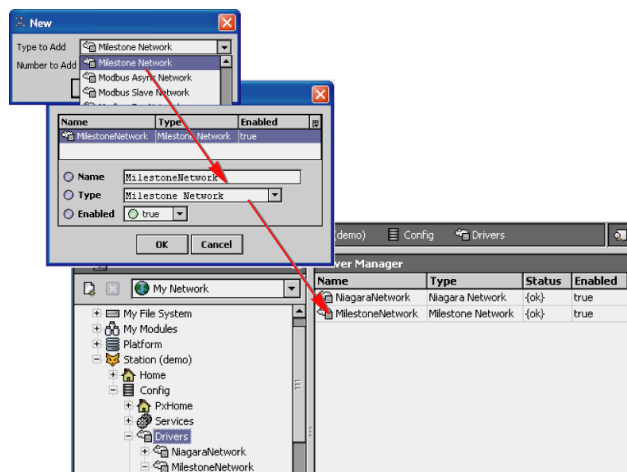 New
Type to Add Milestone Network
Number to Add Milestone Network
Modbus Async Network
Modbus Slave Network
Name Type Enabled
MilestoneNetwork Milestone Network true
Name MilestoneNetwork
Type Milestone Network
Enabled true
OK Cancel
demo) Config Drivers
ver Manager
My Network
Name Type Status Enabled
NiagaraNetwork Niagara Network {ok} true
MilestoneNetwork Milestone Network {ok} true
My File System
My Modules
Platform
Station (demo)
Home
Config
PxHome
Services
Drivers
NiagaraNetwork
MilestoneNetwork